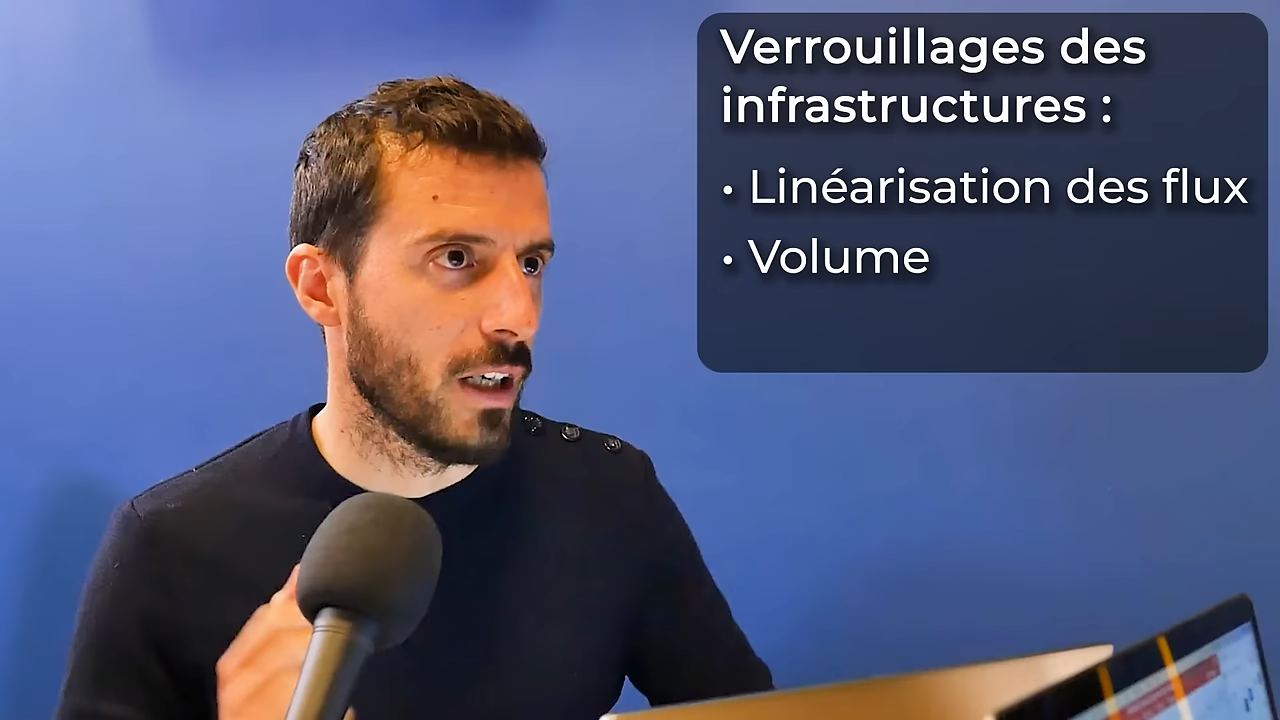 Verrouillages des
infrastructures :
• Linéarisation des flux
• Volume